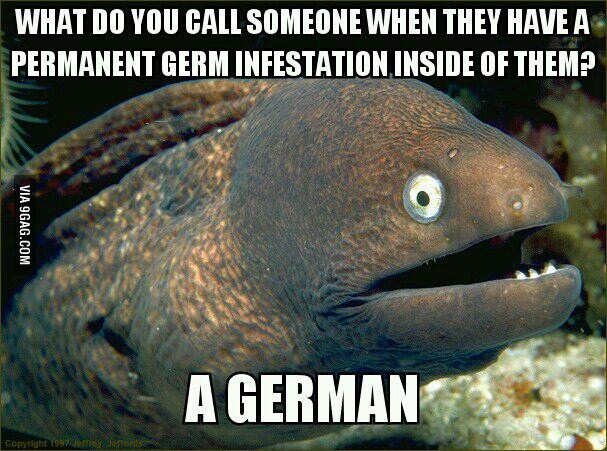 WHAT DO YOU CALL SOMEONE WHEN THEY HAVE A
PERMANENT GERM INFESTATION INSIDE OF THEM?
VIA 9GAG.COM
A GERMAN
Copyright 1997 Jeffrey Jeffords